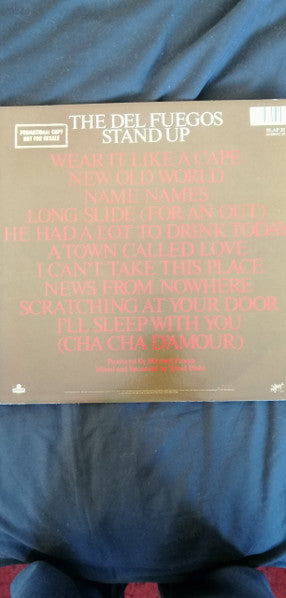 PROMOTIONAL COPY
NOT FOR RESALE
THE DEL FUEGOS
STAND UP
WEAR IT LIKE A CAPE
NEW OLD WORLD
NAME NAMES
LONG SLIDE (FOR AN OUT)
HE HAD A LOT TO DRINK TODAY
A TOWN CALLED LOVE
I CAN'T TAKE THIS PLACE
NEWS FROM NOWHERE
SCRATCHING AT YOUR DOOR
I'LL SLEEP WITH YOU
(CHA CHA D'AMOUR)
Produced by